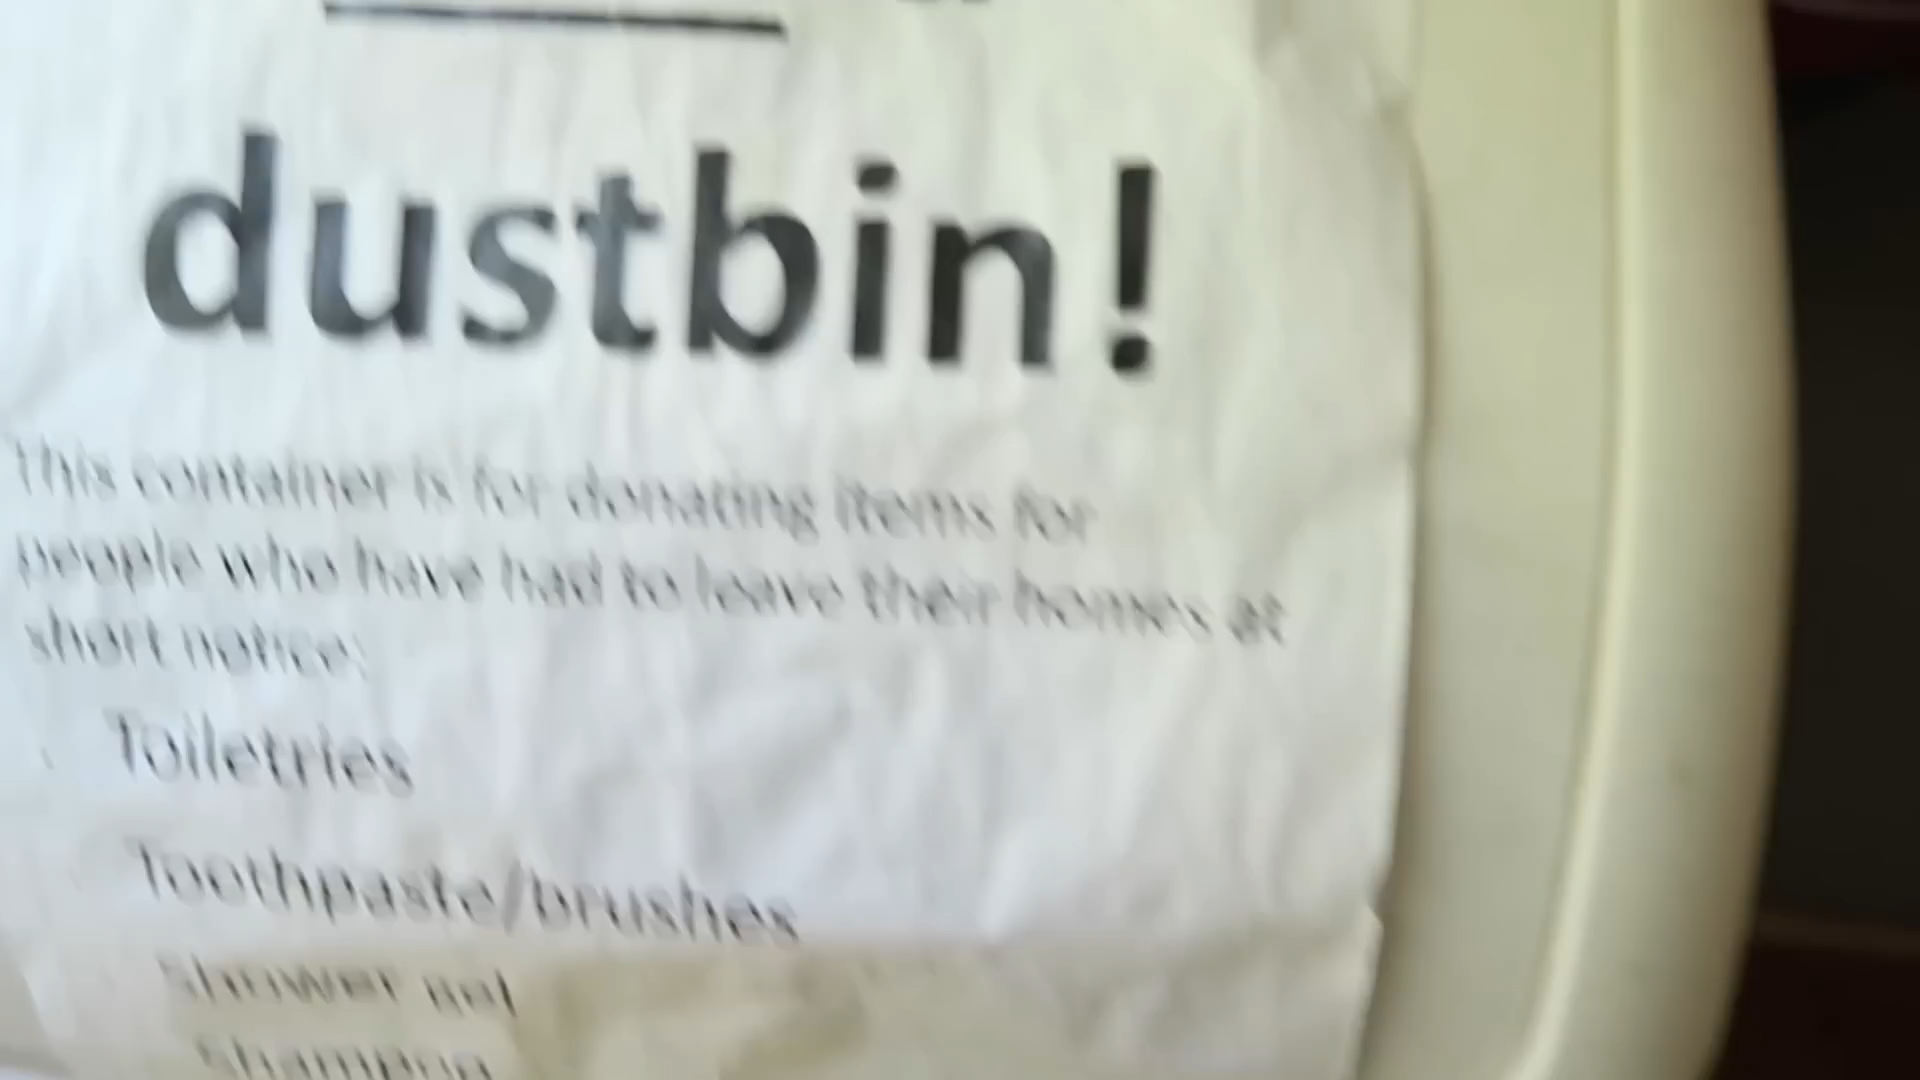 dustbin!
This container is for donating items for
people who have had to leave their homes at
short notice:
Toiletries
Toothpaste/brushes
Shower gel
Shampoo